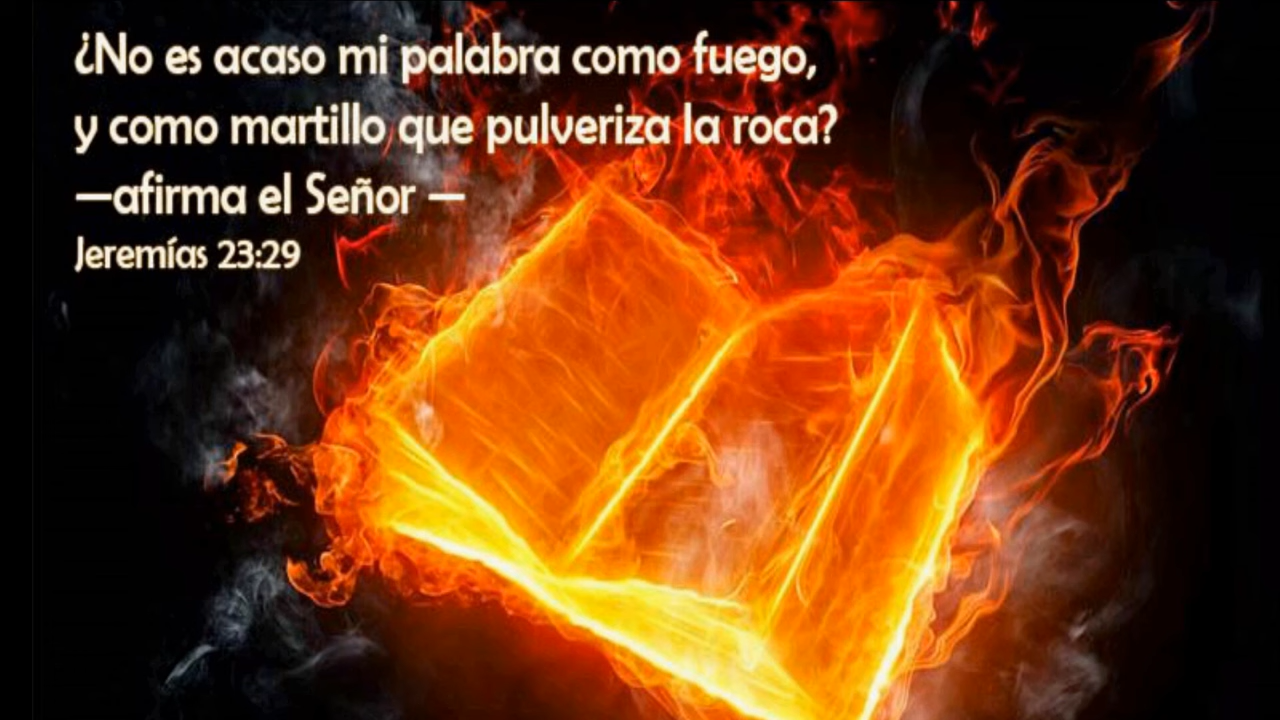 ¿No es acaso mi palabra como fuego,
y como martillo que pulveriza la roca?
—afirma el Señor —
Jeremías 23:29